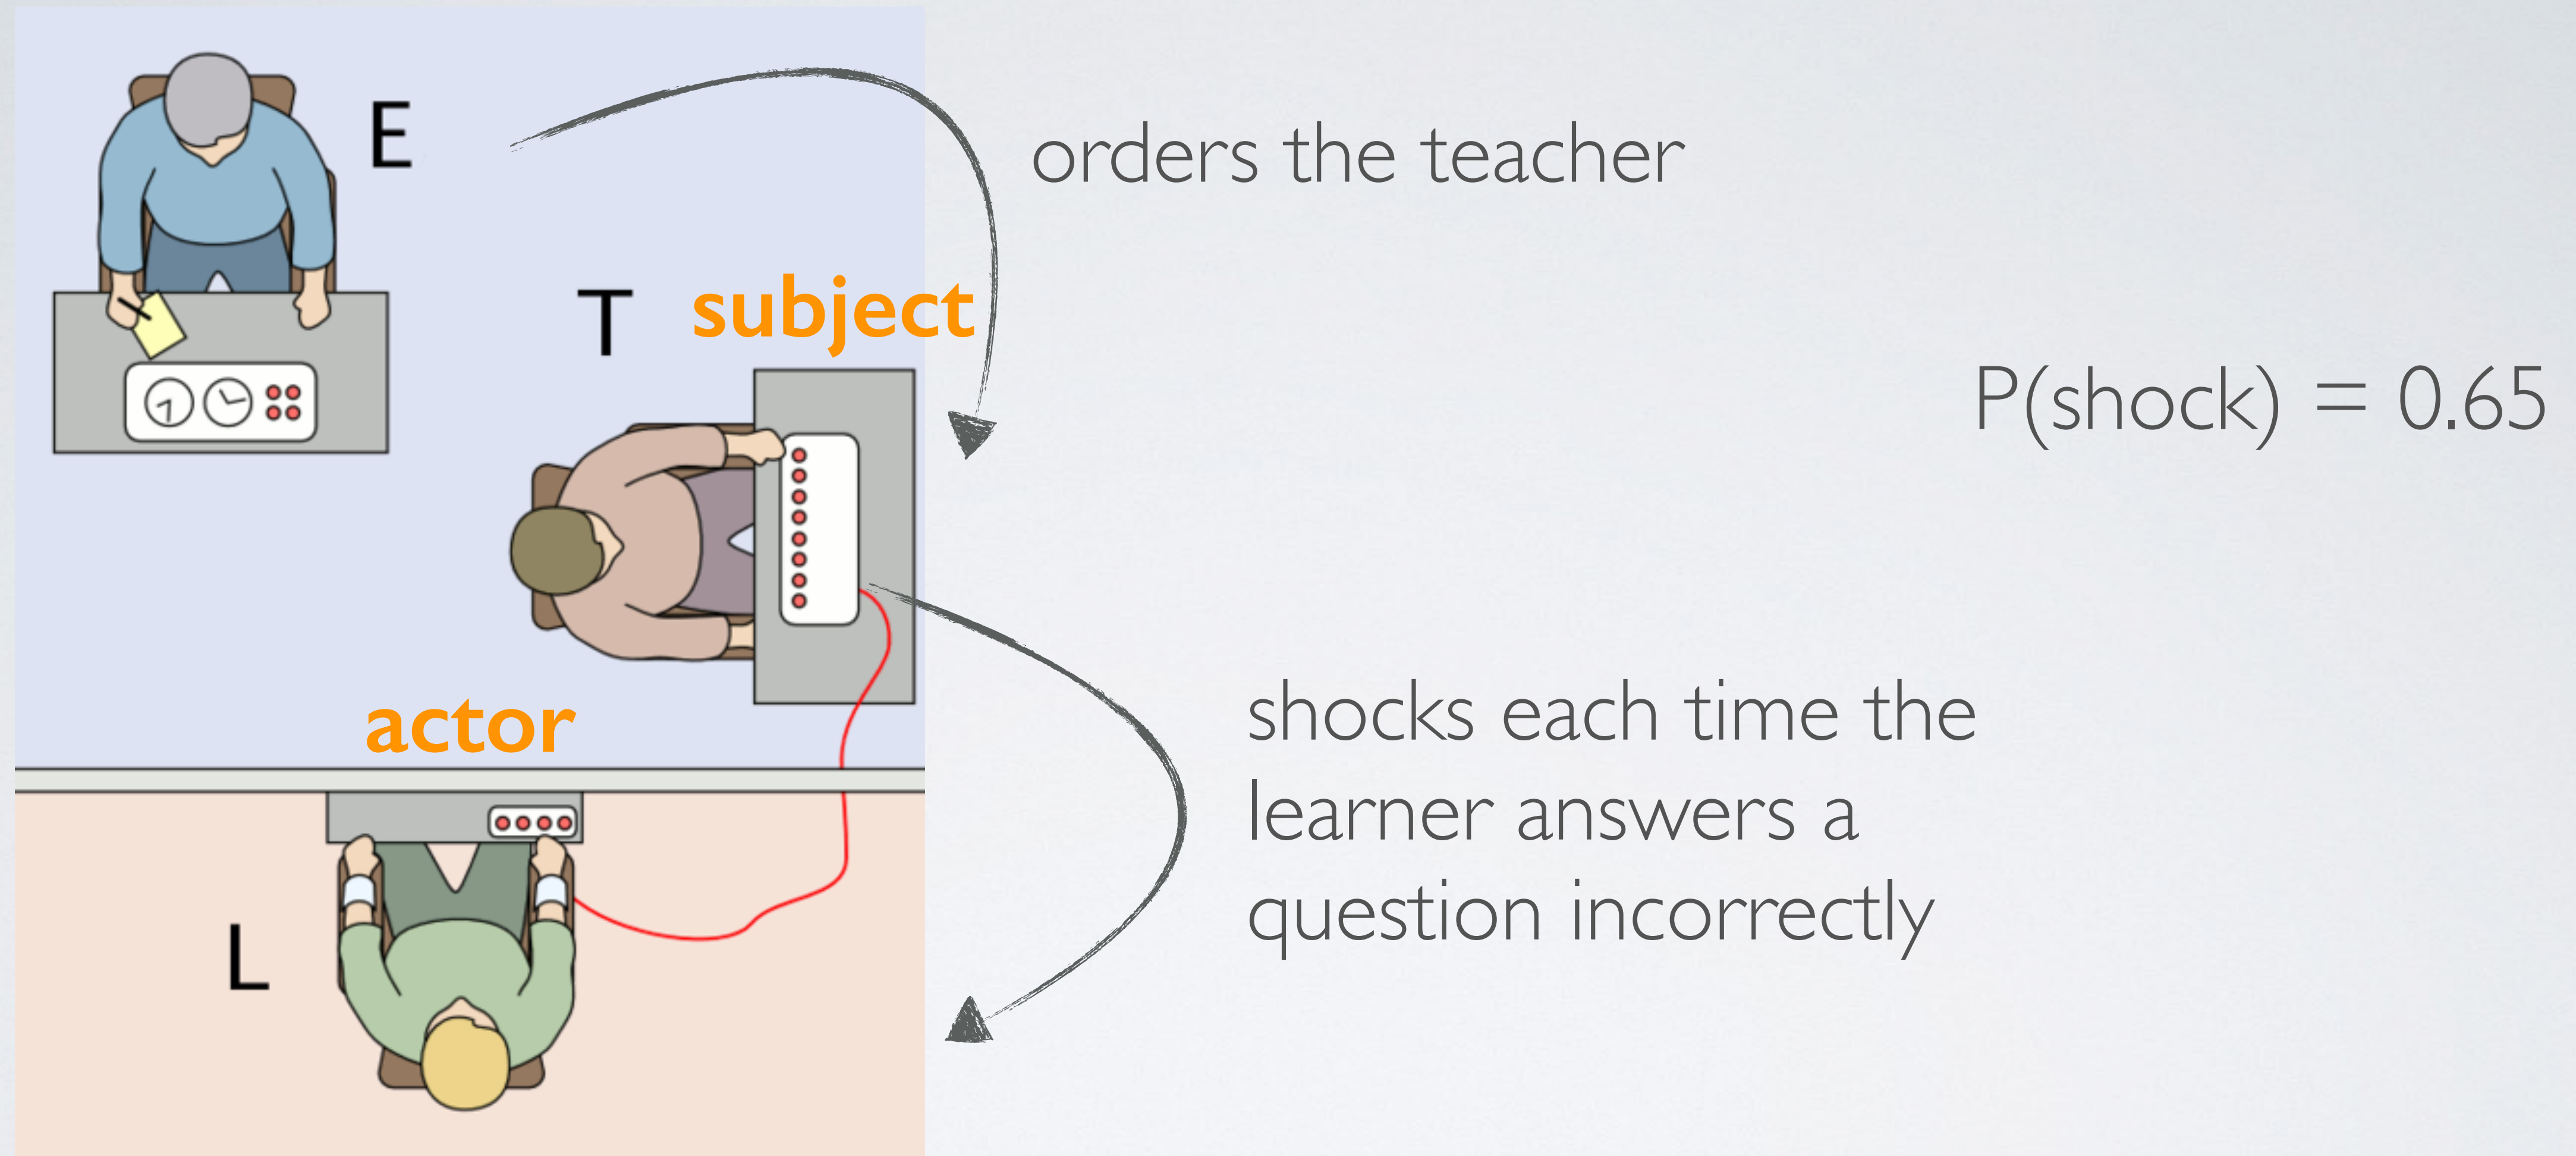 E
orders the teacher
T
subject
P(shock) = 0.65
actor
shocks each time the
learner answers a
question incorrectly
L